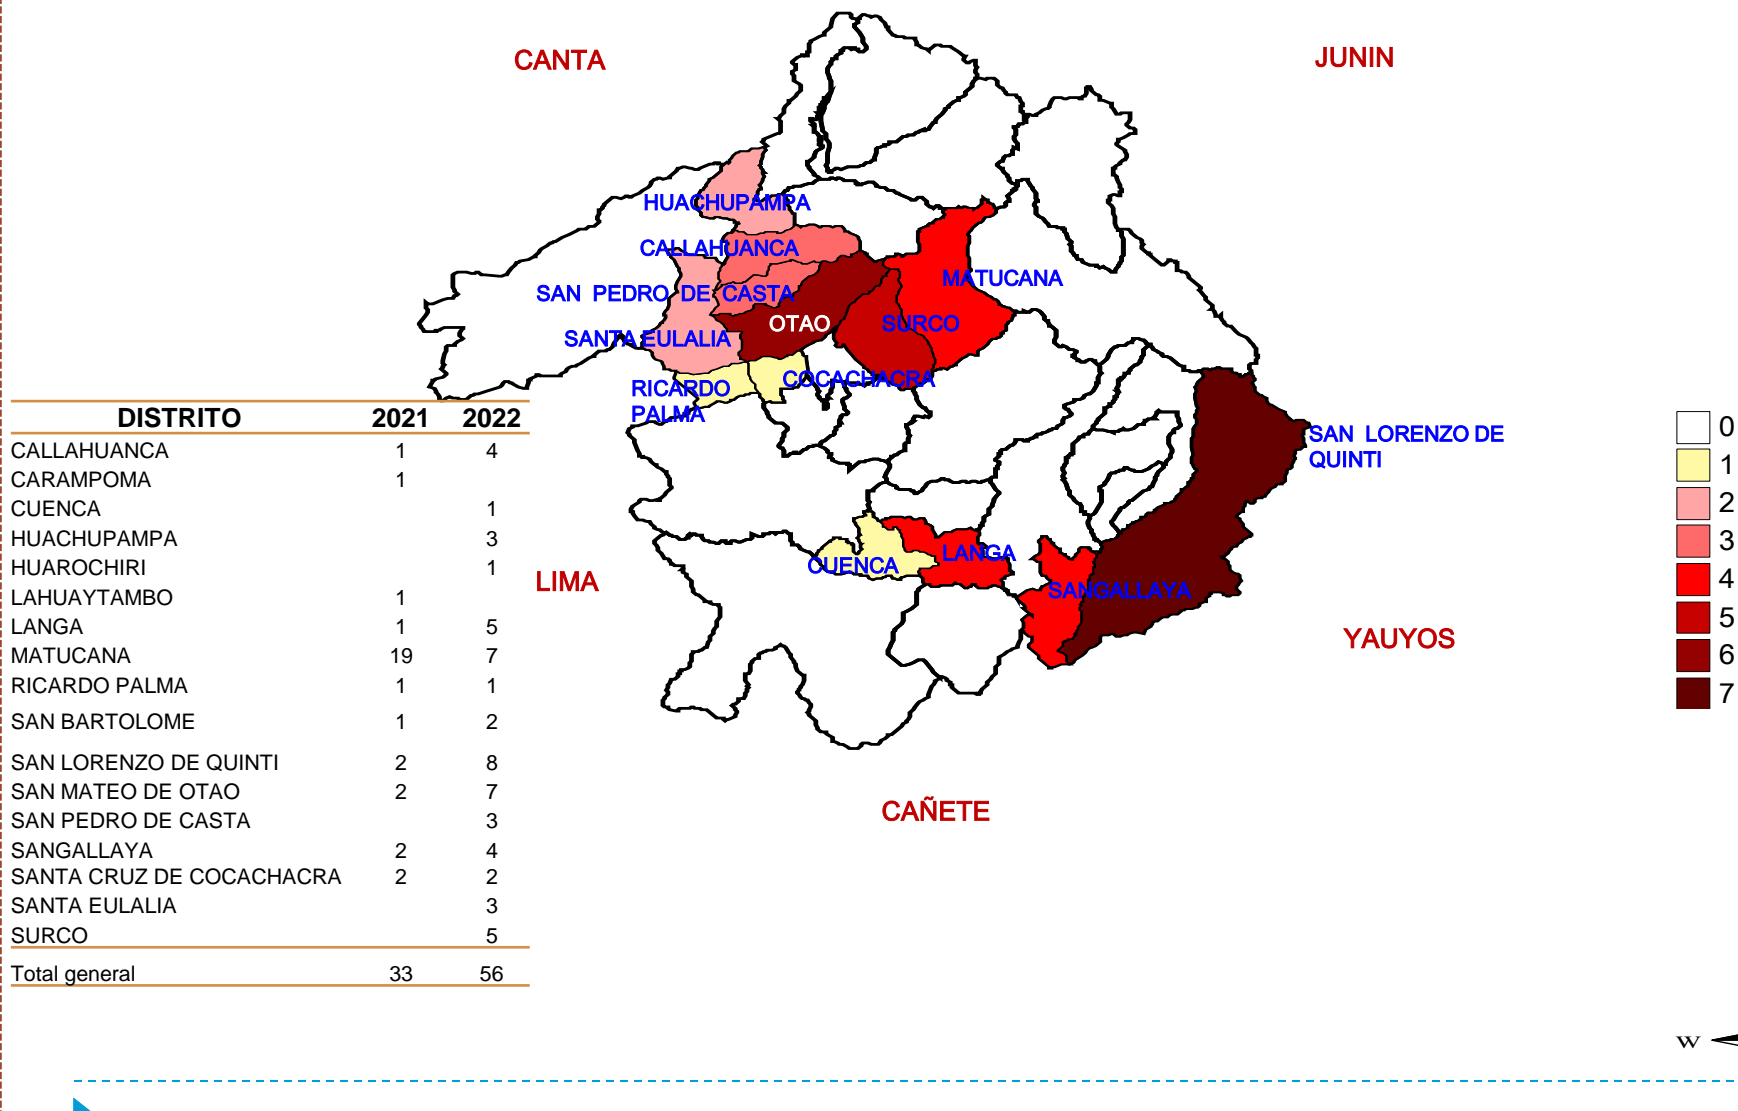 CANTA
JUNIN
HUACHUPAMPA
CALLAHUANCA
MATUCANA
SAN PEDRO DE CASTA
OTAO
SURCO
SANTA EULALIA
COCACHACRA
RICARDO
PALMA
SAN LORENZO DE
QUINTI
LANGA
CUENCA
LIMA
SANGALLAYA
YAUYOS
CAÑETE
DISTRITO 2021 2022
CALLAHUANCA 1 4
CARAMPOMA 1
CUENCA 1
HUACHUPAMPA 3
HUAROCHIRI 1
LAHUAYTAMBO 1
LANGA 1 5
MATUCANA 19 7
RICARDO PALMA 1 1
SAN BARTOLOME 1 2
SAN LORENZO DE QUINTI 2 8
SAN MATEO DE OTAO 2 7
SAN PEDRO DE CASTA 3
SANGALLAYA 2 4
SANTA CRUZ DE COCACHACRA 2 2
SANTA EULALIA 3
SURCO 5
Total general 33 56
0
1
2
3
4
5
6
7
W